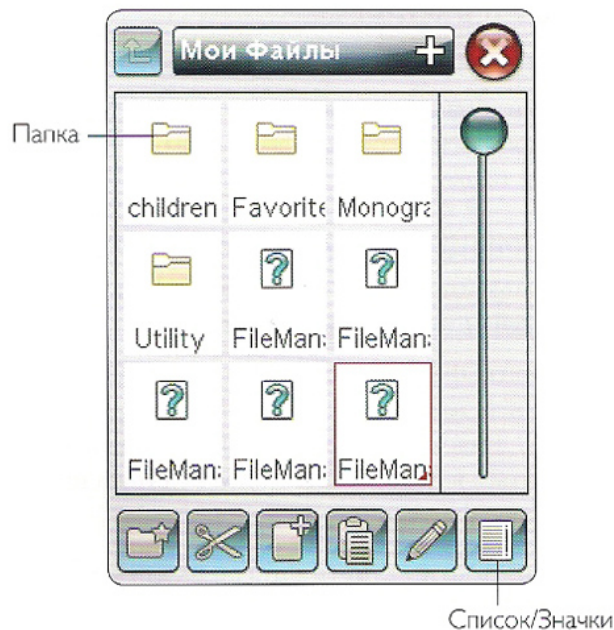 Мои Файлы
Папка
children Favorite Monogra
Utility FileMan: FileMan:
FileMan: FileMan: FileMan:
Список/Значки